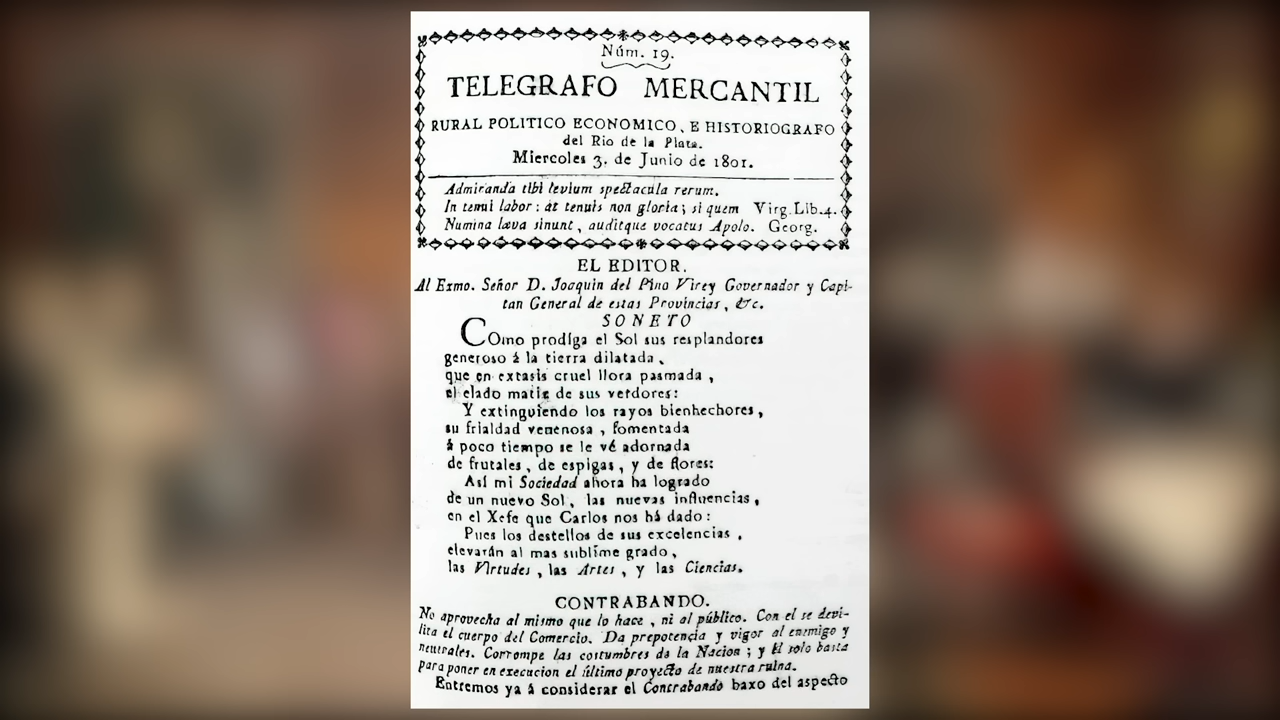 Núm. 19.
TELEGRAFO MERCANTIL
RURAL POLITICO ECONOMICO, E HISTORIOGRAFO
del Rio de la Plata.
Miercoles 3. de Junio de 1801.
Admiranda tibi levium spectacula rerum.
In tenui labor: at tenuis non gloria; si quem Virg. Lib. 4.
Numina læva sinunt, auditque vocatus Apolo. Georg.
EL EDITOR.
Al Exmo. Señor D. Joaquin del Pino Virey Governador y Capi-
tan General de estas Provincias, &c.
SONETO
COmo prodiga el Sol sus resplandores
generoso á la tierra dilatada,
que en extasis cruel llora pasmada,
el elado matiz de sus verdores:
Y extinguiendo los rayos bienhechores,
su frialdad venenosa, fomentada
á poco tiempo se le vé adornada
de frutales, de espigas, y de flores:
Así mi Sociedad ahora ha logrado
de un nuevo Sol, las nuevas influencias,
en el Xefe que Carlos nos há dado:
Pues los destellos de sus excelencias,
elevarán al mas sublime grado,
las Virtudes, las Artes, y las Ciencias.
CONTRABANDO.
No aprovecha al mismo que lo hace, ni al público. Con el se devi-
lita el cuerpo del Comercio. Da prepotencia y vigor al enemigo y
neutrales. Corrompe las costumbres de la Nacion; y él solo basta
para poner en execucion el último proyecto de nuestra ruina.
Entremos ya á considerar el Contrabando baxo del aspecto